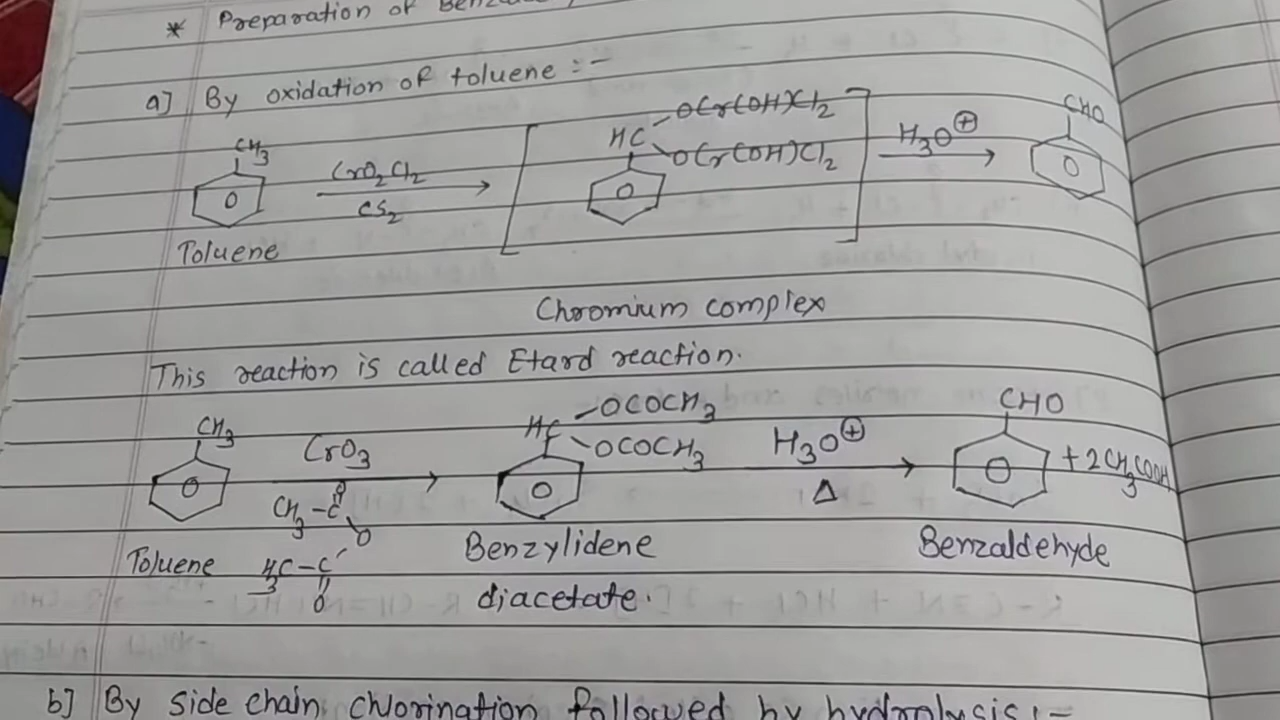 * Preparation of
a] By oxidation of toluene :-
CH3 CrO2Cl2 CS2 HC OCr(OH)Cl2 OCr(OH)Cl2 H3O⊕ CHO
Toluene
Chromium complex
This reaction is called Etard reaction.
CH3 CrO3 CH3-C O O H3C-C O HC OCOCH3 OCOCH3 H3O⊕ Δ CHO + 2CH3COOH
Toluene Benzylidene Benzaldehyde
diacetate.
b] By side chain chlorination followed by hydrolysis :-